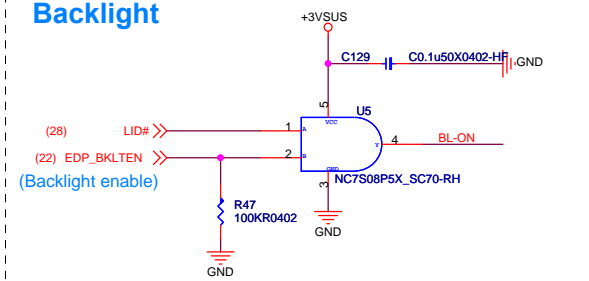 Backlight
+3VSUS
C129 C0.1u50X0402-HF
GND
5
U5
VCC
(28) LID# 1 A
4 BL-ON
Y
(22) EDP_BKLTEN 2 B
GND
(Backlight enable)
3
NC7S08P5X_SC70-RH
R47
100KR0402
GND
GND